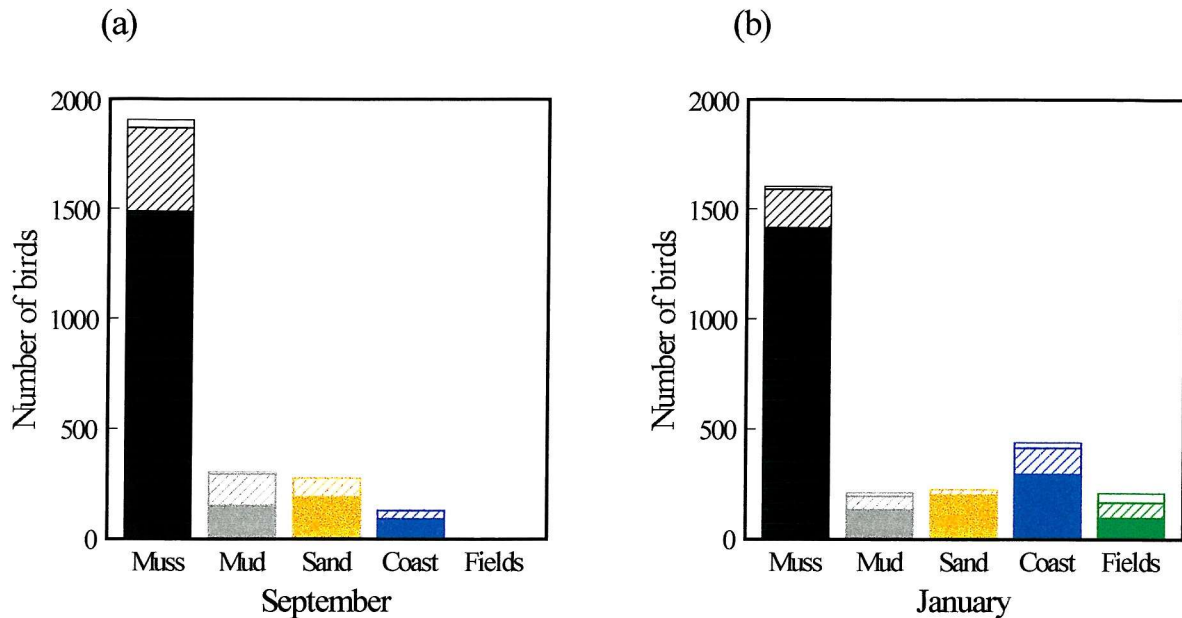 (a)
Number of birds
2000
1500
1000
500
0
Muss Mud Sand Coast Fields
September
(b)
Number of birds
2000
1500
1000
500
0
Muss Mud Sand Coast Fields
January